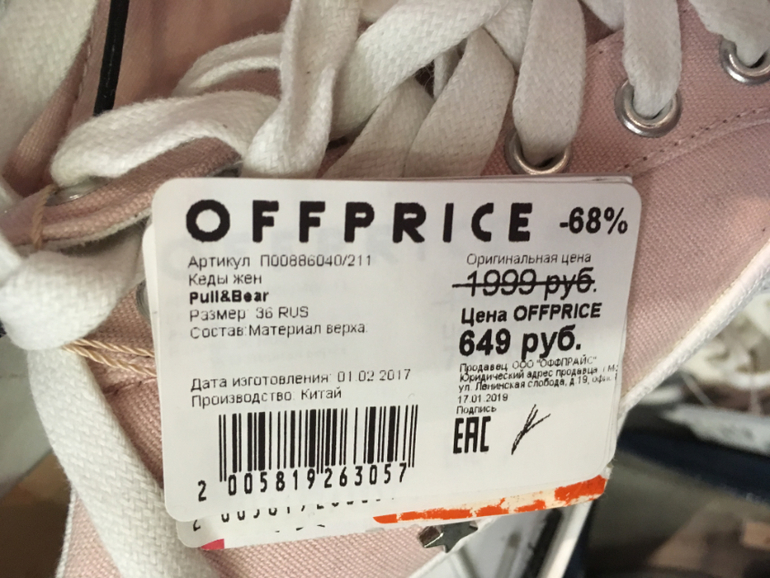 OFFPRICE -68%
Артикул П00886040/211
Кеды жен
Pull&Bear
Размер 36 RUS
Состав:Материал верха:
Оригинальная цена
1999 руб.
Цена OFFPRICE
649 руб.
Продавец ООО "ОФФПРАЙС"
Юридический адрес продавца
ул. Ленинская слобода, д 19,
17.01.2019
Подпись
Дата изготовления: 01.02.2017
Производство: Китай
EAC
2 005819 263057